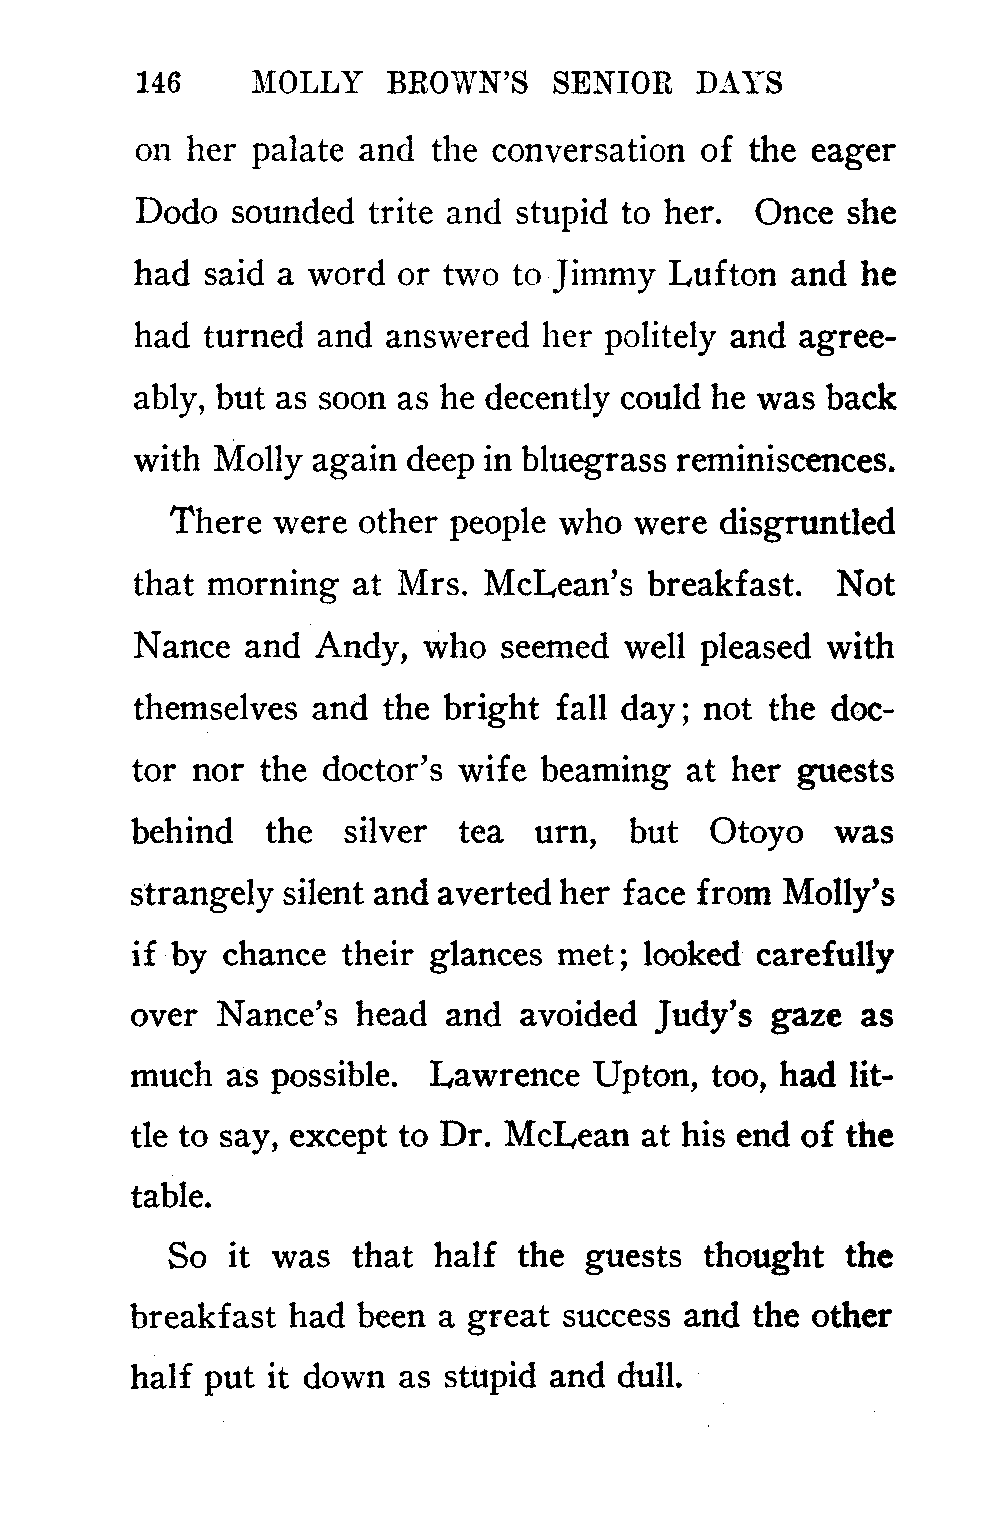 146 MOLLY BROWN'S SENIOR DAYS
on her palate and the conversation of the eager
Dodo sounded trite and stupid to her. Once she
had said a word or two to Jimmy Lufton and he
had turned and answered her politely and agree-
ably, but as soon as he decently could he was back
with Molly again deep in bluegrass reminiscences.
There were other people who were disgruntled
that morning at Mrs. McLean's breakfast. Not
Nance and Andy, who seemed well pleased with
themselves and the bright fall day; not the doc-
tor nor the doctor's wife beaming at her guests
behind the silver tea urn, but Otoyo was
strangely silent and averted her face from Molly's
if by chance their glances met; looked carefully
over Nance's head and avoided Judy's gaze as
much as possible. Lawrence Upton, too, had lit-
tle to say, except to Dr. McLean at his end of the
table.
So it was that half the guests thought the
breakfast had been a great success and the other
half put it down as stupid and dull.